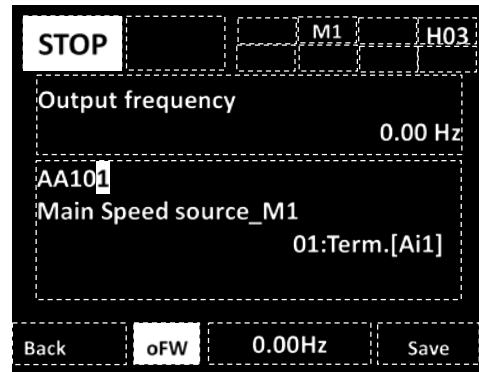 STOP M1 H03
Output frequency
0.00 Hz
AA101
Main Speed source_M1
01:Term.[Ai1]
Back oFW 0.00Hz Save